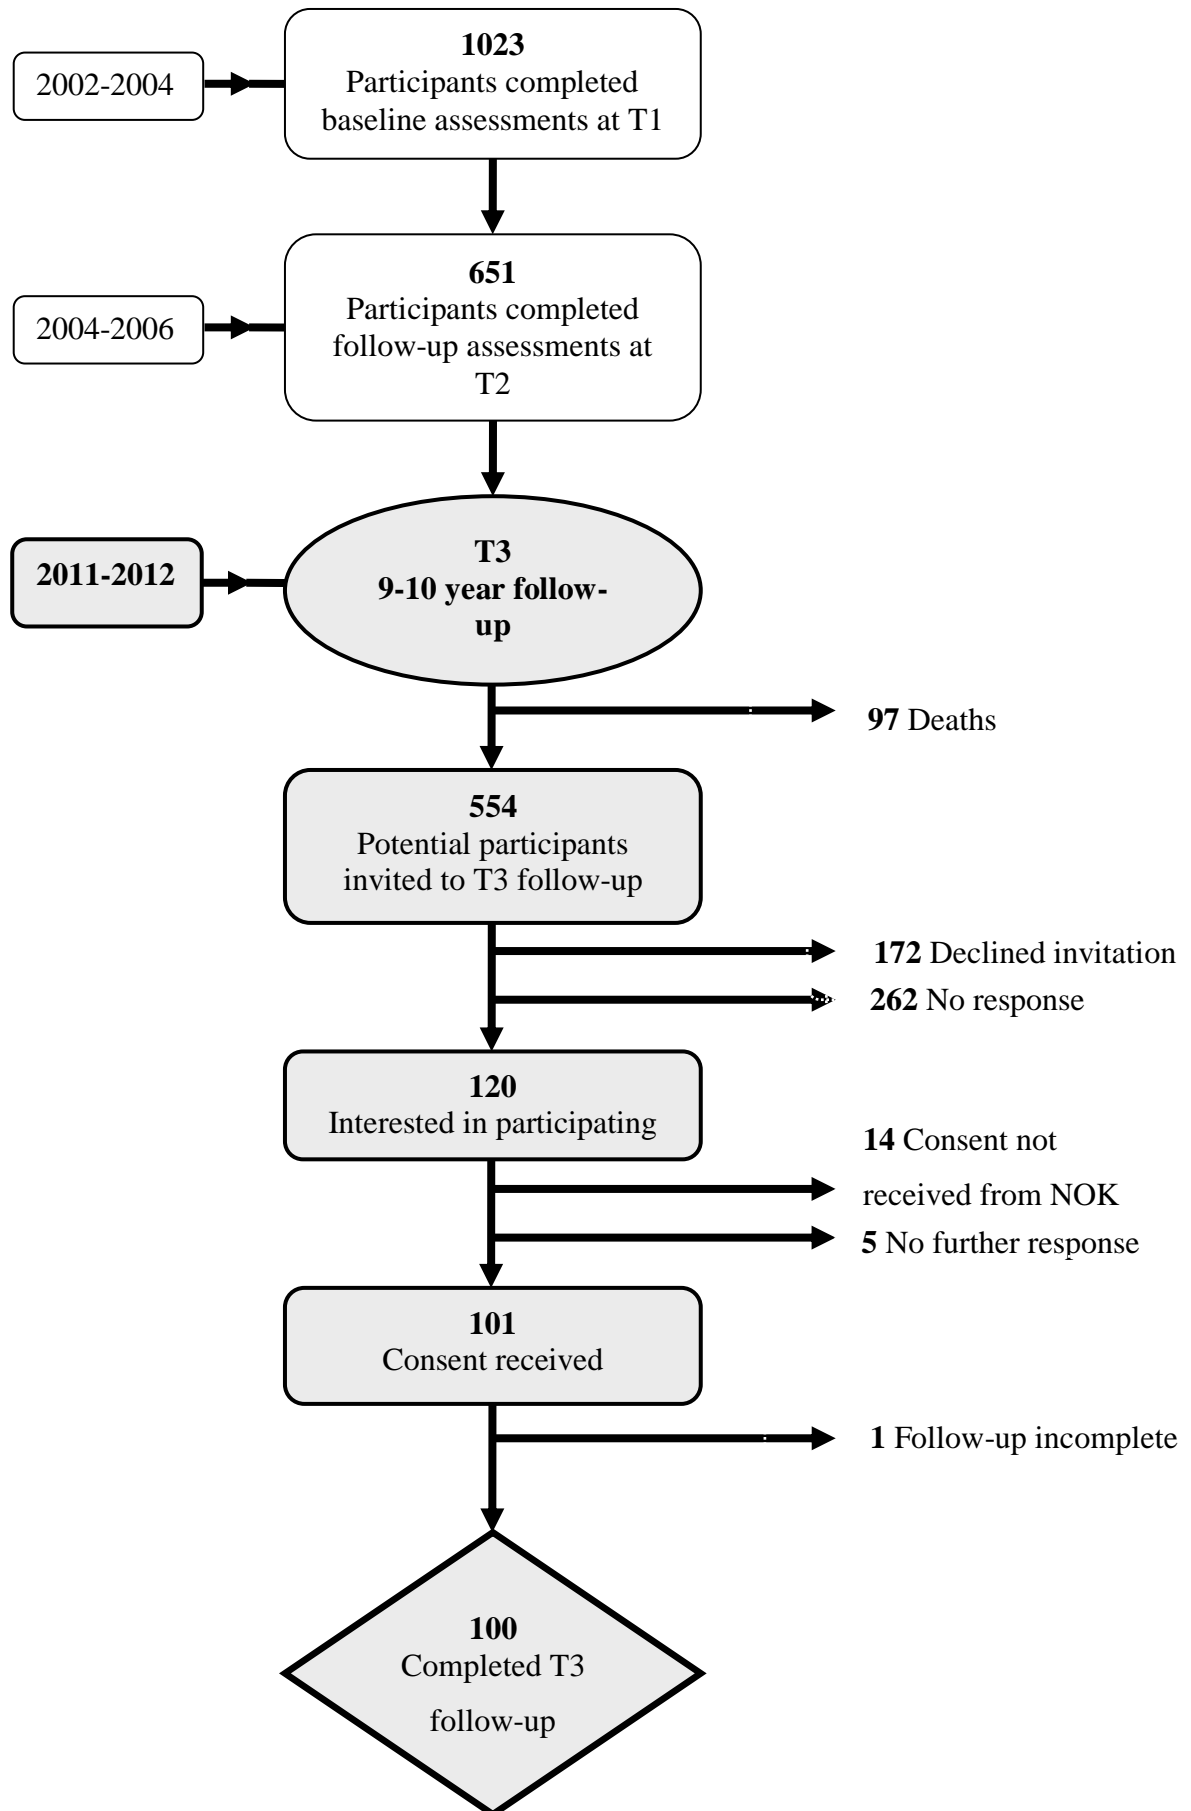 1023
2002-2004
Participants completed
baseline assessments at T1
651
Participants completed
2004-2006
follow-up assessments at
T2
T3
2011-2012
9-10 year follow-
up
97 Deaths
554
Potential participants
invited to T3 follow-up
172 Declined invitation
262 No response
120
Interested in participating
14 Consent not
received from NOK
5 No further response
101
Consent received
1 Follow-up incomplete
100
Completed T3
follow-up